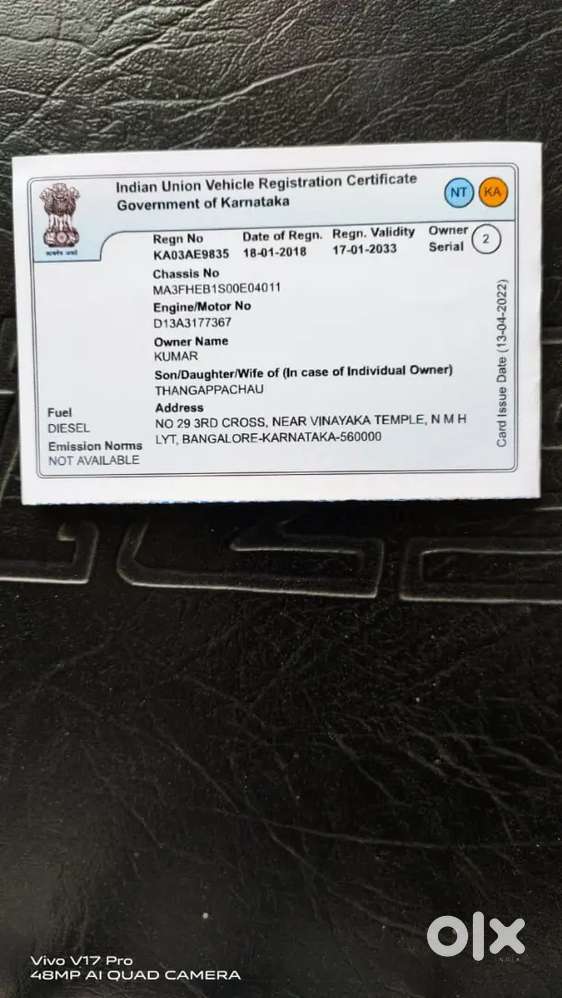 Indian Union Vehicle Registration Certificate
Government of Karnataka
NT KA
Regn No Date of Regn. Regn. Validity Owner Serial 2
KA03AE9835 18-01-2018 17-01-2033
Chassis No
MA3FHEB1S00E04011
Engine/Motor No
D13A3177367
Owner Name
KUMAR
Son/Daughter/Wife of (In case of Individual Owner)
THANGAPPACHAU
Address
NO 29 3RD CROSS, NEAR VINAYAKA TEMPLE, N M H
LYT, BANGALORE-KARNATAKA-560000
Fuel
DIESEL
Emission Norms
NOT AVAILABLE
Card Issue Date (13-04-2022)
Vivo V17 Pro
48MP AI QUAD CAMERA
olx
INDIA